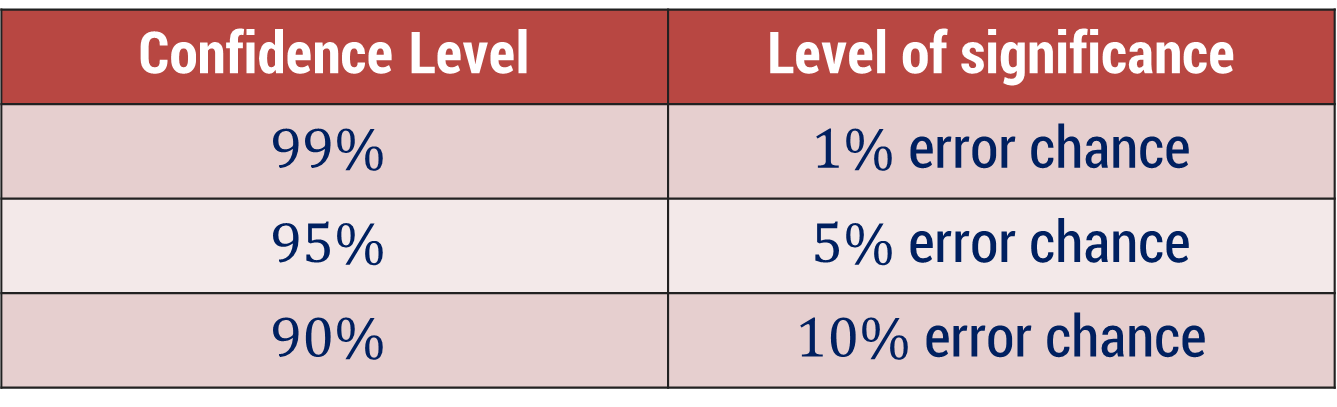 Confidence Level Level of significance
99% 1% error chance
95% 5% error chance
90% 10% error chance